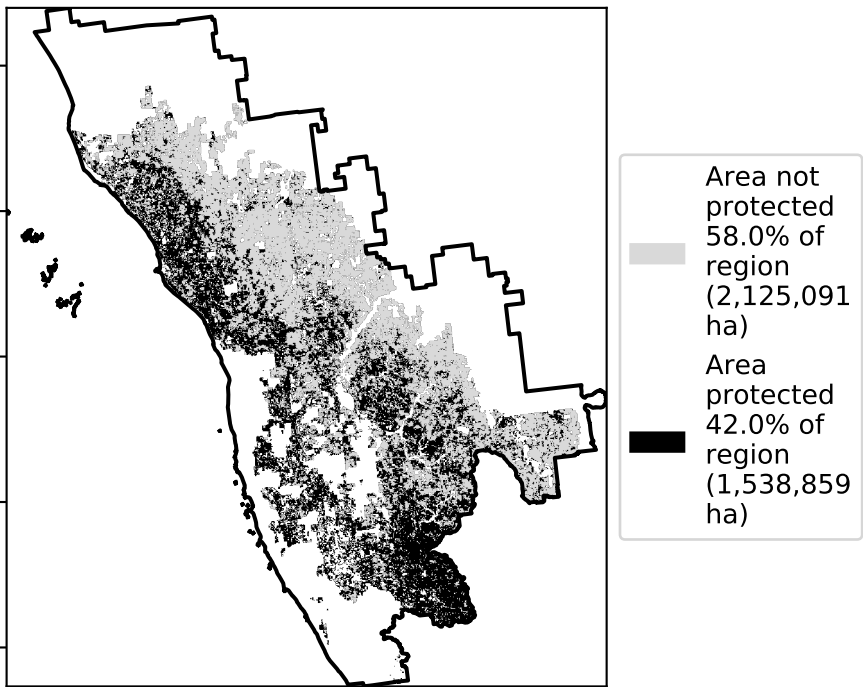 Area not
protected
58.0% of
region
(2,125,091
ha)
Area
protected
42.0% of
region
(1,538,859
ha)